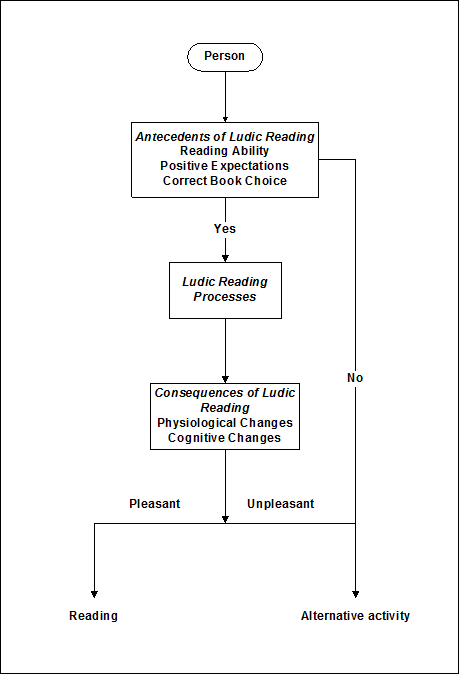 Person
Antecedents of Ludic Reading
Reading Ability
Positive Expectations
Correct Book Choice
Yes
Ludic Reading
Processes
No
Consequences of Ludic
Reading
Physiological Changes
Cognitive Changes
Pleasant
Unpleasant
Reading
Alternative activity